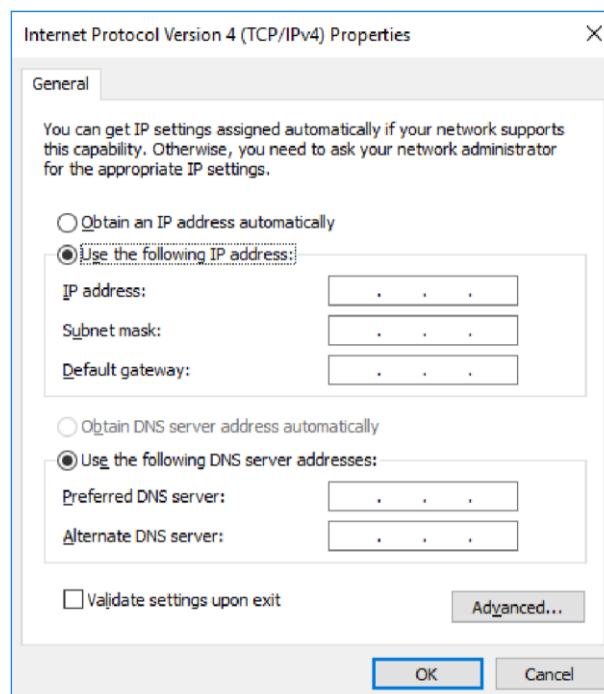 Internet Protocol Version 4 (TCP/IPv4) Properties
General
You can get IP settings assigned automatically if your network supports
this capability. Otherwise, you need to ask your network administrator
for the appropriate IP settings.
Obtain an IP address automatically
Use the following IP address:
IP address:
. . .
Subnet mask:
. . .
Default gateway:
. . .
Obtain DNS server address automatically
Use the following DNS server addresses:
Preferred DNS server:
. . .
Alternate DNS server:
. . .
Validate settings upon exit
Advanced...
OK
Cancel